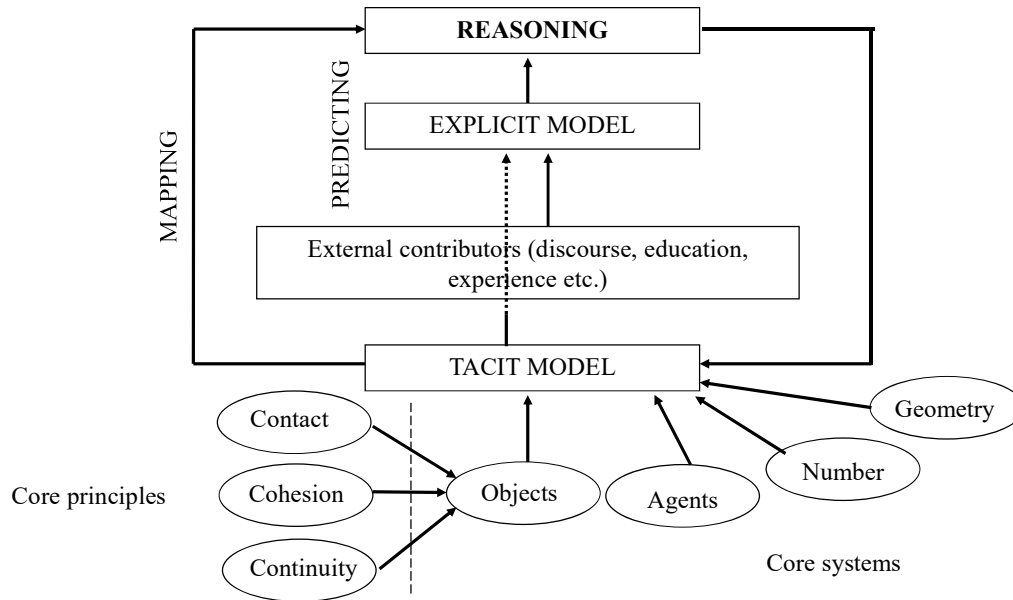 REASONING
MAPPING
PREDICTING
EXPLICIT MODEL
External contributors (discourse, education,
experience etc.)
TACIT MODEL
Contact
Geometry
Number
Core principles
Cohesion
Objects
Agents
Continuity
Core systems